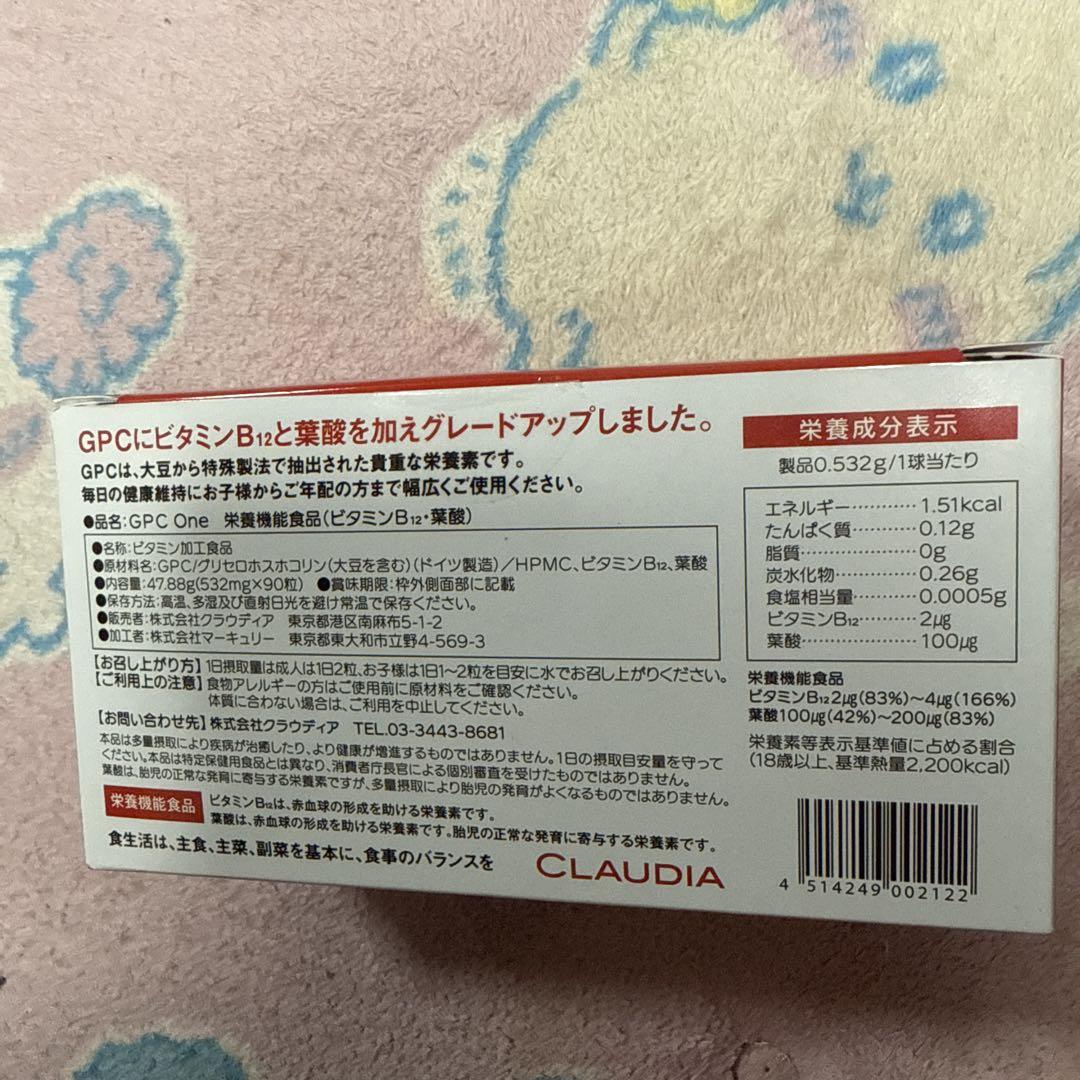 GPCにビタミンB12と葉酸を加えグレードアップしました。
GPCは、大豆から特殊製法で抽出された貴重な栄養素です。
毎日の健康維持にお子様からご年配の方まで幅広くご使用ください。
●品名:GPC One 栄養機能食品(ビタミンB12・葉酸)
●名称:ビタミン加工食品
●原材料名:GPC/グリセロホスホコリン(大豆を含む)(ドイツ製造)/HPMC、ビタミンB12、葉酸
●内容量:47.88g(532mg×90粒) ●賞味期限:枠外側面部に記載
●保存方法:高温、多湿及び直射日光を避け常温で保存ください。
●販売者:株式会社クラウディア 東京都港区南麻布5-1-2
●加工者:株式会社マーキュリー 東京都東大和市立野4-569-3
【お召し上がり方】1日摂取量は成人は1日2粒、お子様は1日1~2粒を目安に水でお召し上がりください。
【ご利用上の注意】食物アレルギーの方はご使用前に原材料をご確認ください。
体質に合わない場合は、ご利用を中止してください。
【お問い合わせ先】株式会社クラウディア TEL.03-3443-8681
本品は多量摂取により疾病が治癒したり、より健康が増進するものではありません。1日の摂取目安量を守って
ください。本品は特定保健用食品とは異なり、消費者庁長官による個別審査を受けたものではありません。
葉酸は、胎児の正常な発育に寄与する栄養素ですが、多量摂取により胎児の発育がよくなるものではありません。
栄養機能食品
ビタミンB12は、赤血球の形成を助ける栄養素です。
葉酸は、赤血球の形成を助ける栄養素です。胎児の正常な発育に寄与する栄養素です。
食生活は、主食、主菜、副菜を基本に、食事のバランスを
CLAUDIA
栄養成分表示
製品0.532g/1球当たり
エネルギー…………1.51kcal
たんぱく質…………0.12g
脂質…………0g
炭水化物…………0.26g
食塩相当量…………0.0005g
ビタミンB12…………2μg
葉酸…………100μg
栄養機能食品
ビタミンB12 2μg(83%)~4μg(166%)
葉酸100μg(42%)~200μg(83%)
栄養素等表示基準値に占める割合
(18歳以上、基準熱量2,200kcal)
4 514249 002122